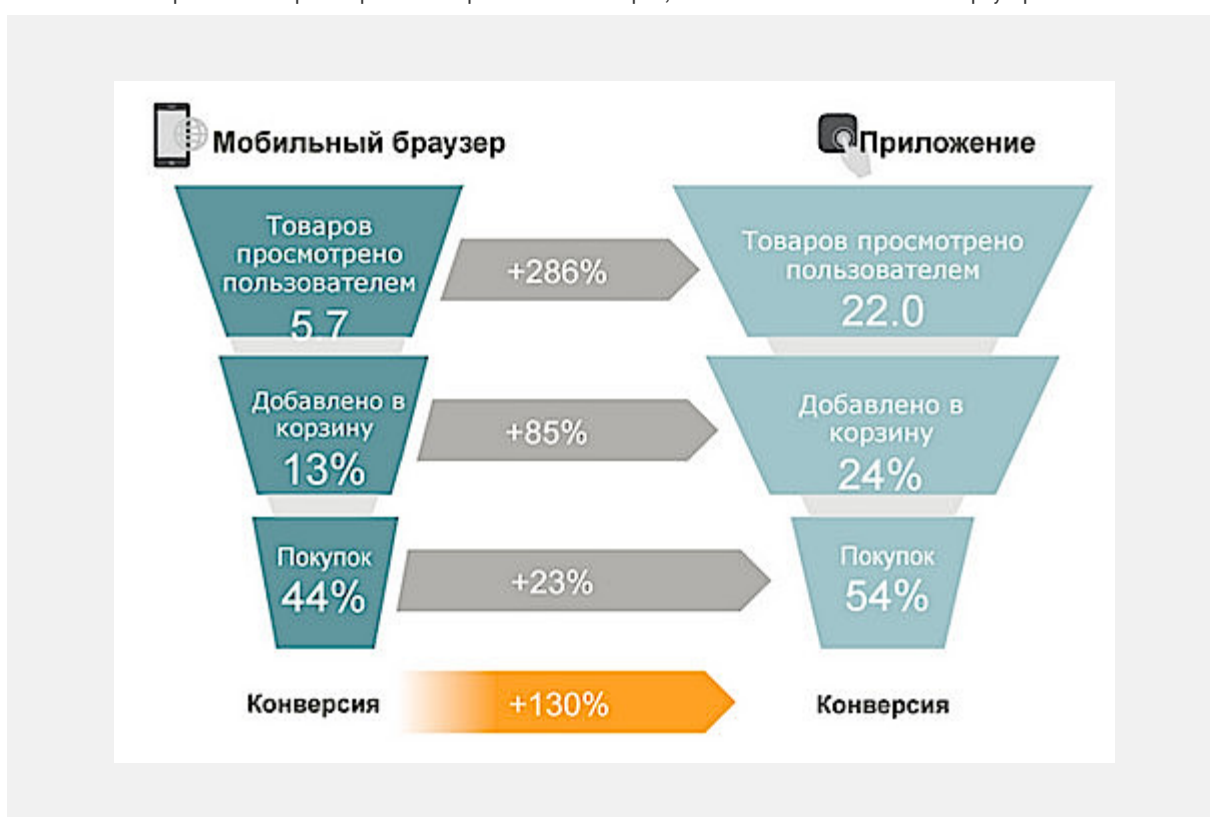 Мобильный браузер
Приложение
Товаров
просмотрено
пользователем
5.7
+286%
Товаров просмотрено
пользователем
22.0
Добавлено в
корзину
13%
+85%
Добавлено в
корзину
24%
Покупок
44%
+23%
Покупок
54%
Конверсия
+130%
Конверсия